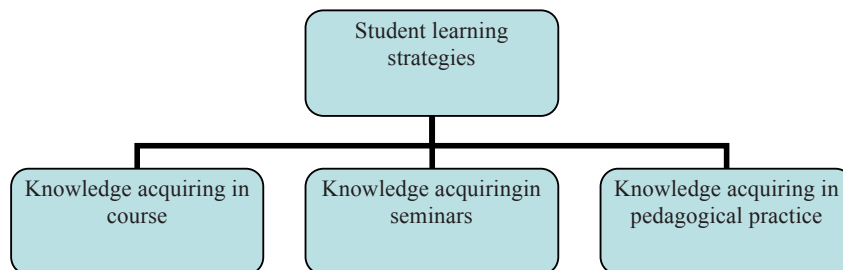 Student learning
strategies
Knowledge acquiring in
course
Knowledge acquiringin
seminars
Knowledge acquiring in
pedagogical practice